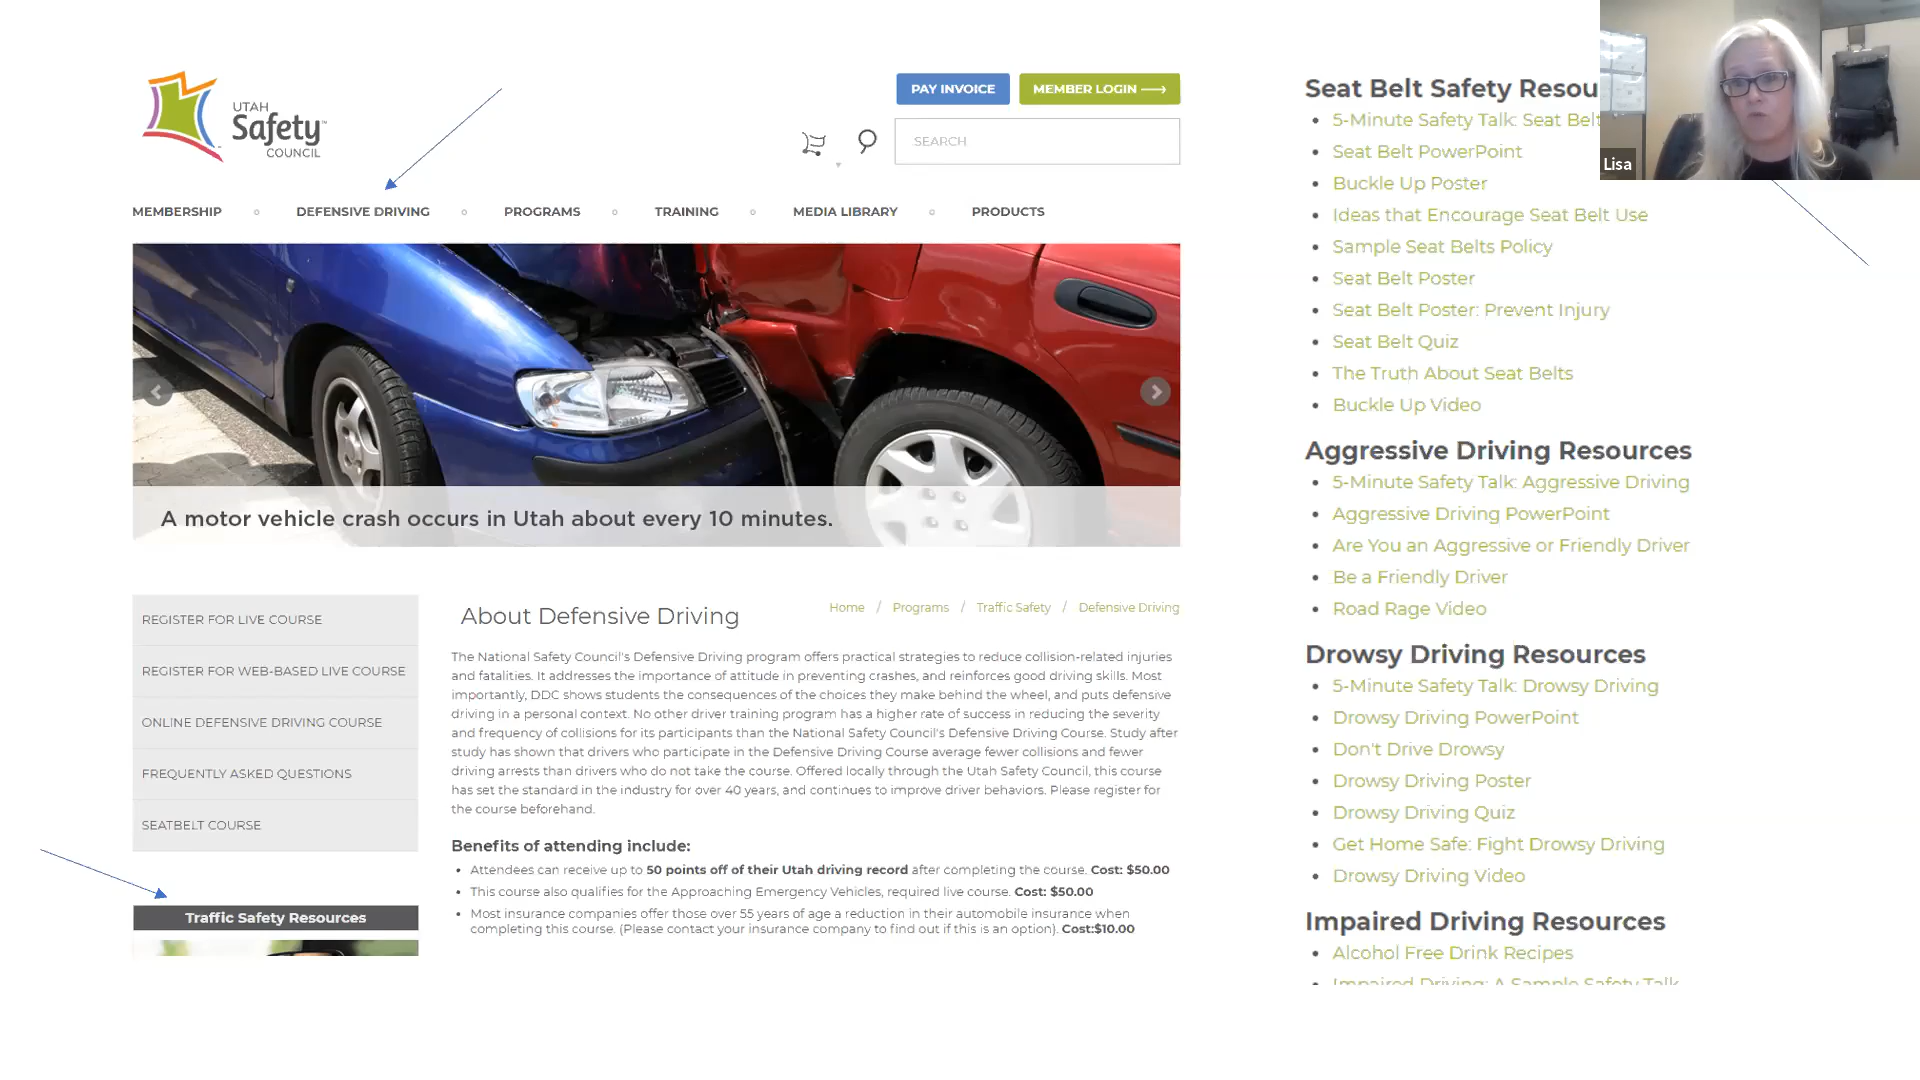 UTAH
Safety™
COUNCIL
PAY INVOICE
MEMBER LOGIN
SEARCH
MEMBERSHIP
DEFENSIVE DRIVING
PROGRAMS
TRAINING
MEDIA LIBRARY
PRODUCTS
A motor vehicle crash occurs in Utah about every 10 minutes.
REGISTER FOR LIVE COURSE
REGISTER FOR WEB-BASED LIVE COURSE
ONLINE DEFENSIVE DRIVING COURSE
FREQUENTLY ASKED QUESTIONS
SEATBELT COURSE
Traffic Safety Resources
About Defensive Driving
Home / Programs / Traffic Safety / Defensive Driving
The National Safety Council's Defensive Driving program offers practical strategies to reduce collision-related injuries
and fatalities. It addresses the importance of attitude in preventing crashes, and reinforces good driving skills. Most
importantly, DDC shows students the consequences of the choices they make behind the wheel, and puts defensive
driving in a personal context. No other driver training program has a higher rate of success in reducing the severity
and frequency of collisions for its participants than the National Safety Council's Defensive Driving Course. Study after
study has shown that drivers who participate in the Defensive Driving Course average fewer collisions and fewer
driving arrests than drivers who do not take the course. Offered locally through the Utah Safety Council, this course
has set the standard in the industry for over 40 years, and continues to improve driver behaviors. Please register for
the course beforehand.
Benefits of attending include:
• Attendees can receive up to 50 points off of their Utah driving record after completing the course. Cost: $50.00
• This course also qualifies for the Approaching Emergency Vehicles, required live course. Cost: $50.00
• Most insurance companies offer those over 55 years of age a reduction in their automobile insurance when
completing this course. (Please contact your insurance company to find out if this is an option). Cost:$10.00
Seat Belt Safety Resou
• 5-Minute Safety Talk: Seat Belt
• Seat Belt PowerPoint
• Buckle Up Poster
• Ideas that Encourage Seat Belt Use
• Sample Seat Belts Policy
• Seat Belt Poster
• Seat Belt Poster: Prevent Injury
• Seat Belt Quiz
• The Truth About Seat Belts
• Buckle Up Video
Aggressive Driving Resources
• 5-Minute Safety Talk: Aggressive Driving
• Aggressive Driving PowerPoint
• Are You an Aggressive or Friendly Driver
• Be a Friendly Driver
• Road Rage Video
Drowsy Driving Resources
• 5-Minute Safety Talk: Drowsy Driving
• Drowsy Driving PowerPoint
• Don't Drive Drowsy
• Drowsy Driving Poster
• Drowsy Driving Quiz
• Get Home Safe: Fight Drowsy Driving
• Drowsy Driving Video
Impaired Driving Resources
• Alcohol Free Drink Recipes
• Impaired Driving: A Sample Safety Talk
Lisa